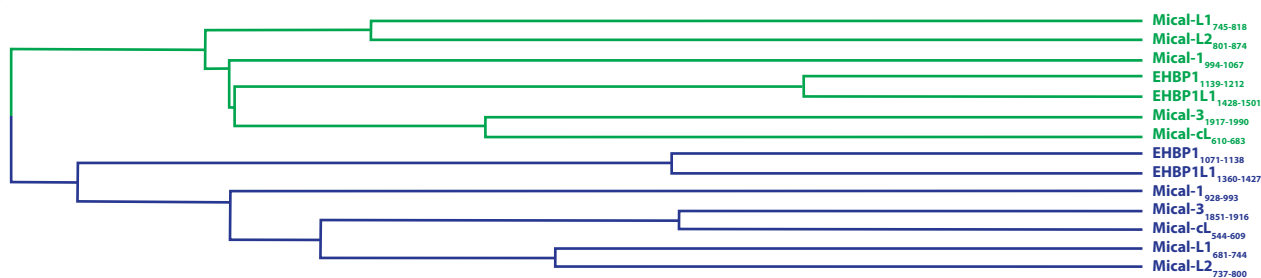 Mical-L1745-818
Mical-L2801-874
Mical-1994-1067
EHBP11139-1212
EHBP1L11428-1501
Mical-31917-1990
Mical-cL610-683
EHBP11071-1138
EHBP1L11360-1427
Mical-1928-993
Mical-31851-1916
Mical-cL544-609
Mical-L1681-744
Mical-L2737-800